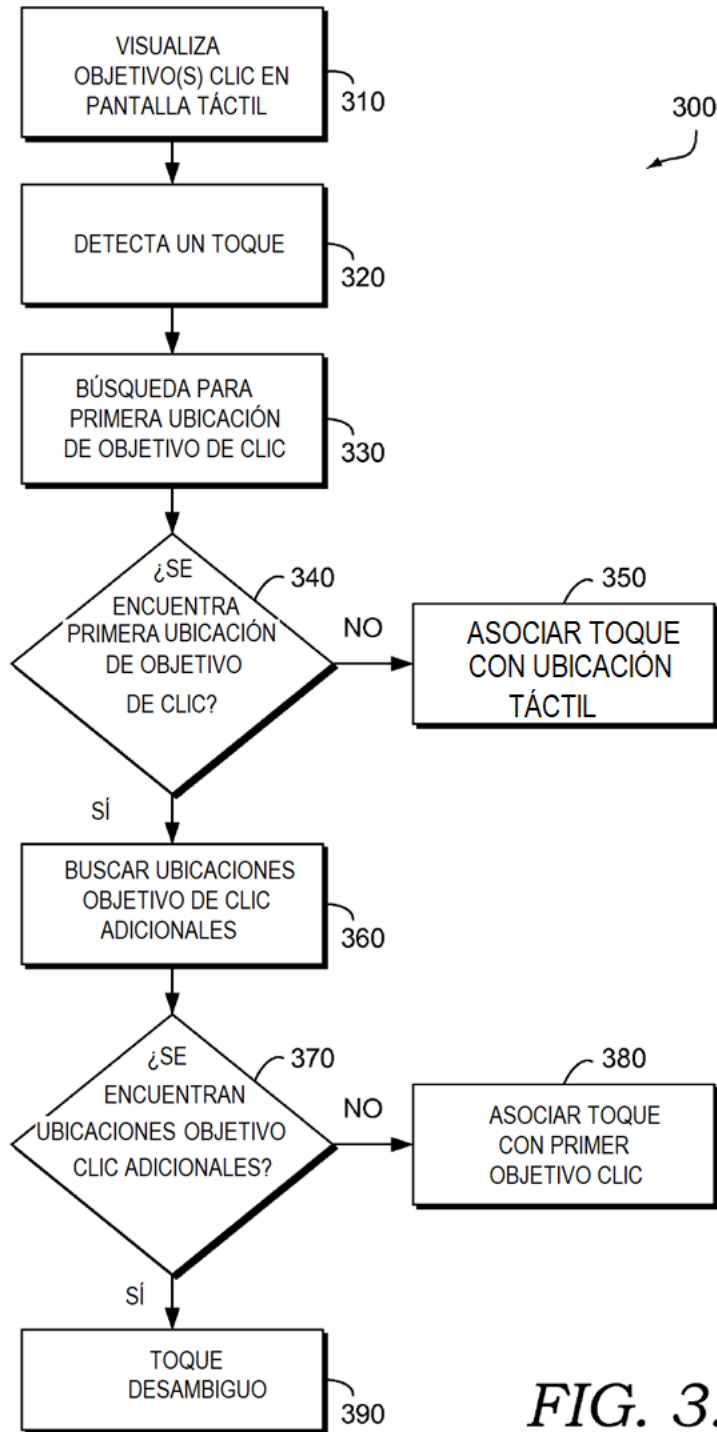 VISUALIZA
OBJETIVO(S) CLIC EN
PANTALLA TÁCTIL
310
300
DETECTA UN TOQUE
320
BÚSQUEDA PARA
PRIMERA UBICACIÓN
DE OBJETIVO DE CLIC
330
¿SE
ENCUENTRA
PRIMERA UBICACIÓN
DE OBJETIVO
DE CLIC?
340
NO
350
ASOCIAR TOQUE
CON UBICACIÓN
TÁCTIL
SÍ
BUSCAR UBICACIONES
OBJETIVO DE CLIC
ADICIONALES
360
¿SE
ENCUENTRAN
UBICACIONES OBJETIVO
CLIC ADICIONALES?
370
NO
380
ASOCIAR TOQUE
CON PRIMER
OBJETIVO CLIC
SÍ
TOQUE
DESAMBIGUO
390
FIG. 3.